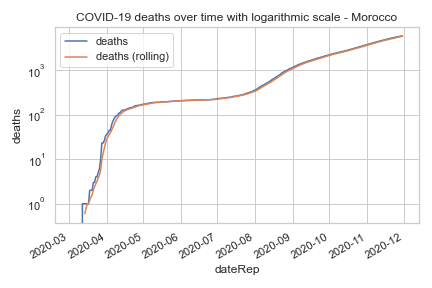 COVID-19 deaths over time with logarithmic scale - Morocco
deaths
deaths (rolling)
10³
10²
10¹
10⁰
deaths
2020-03
2020-04
2020-05
2020-06
2020-07
2020-08
2020-09
2020-10
2020-11
2020-12
dateRep